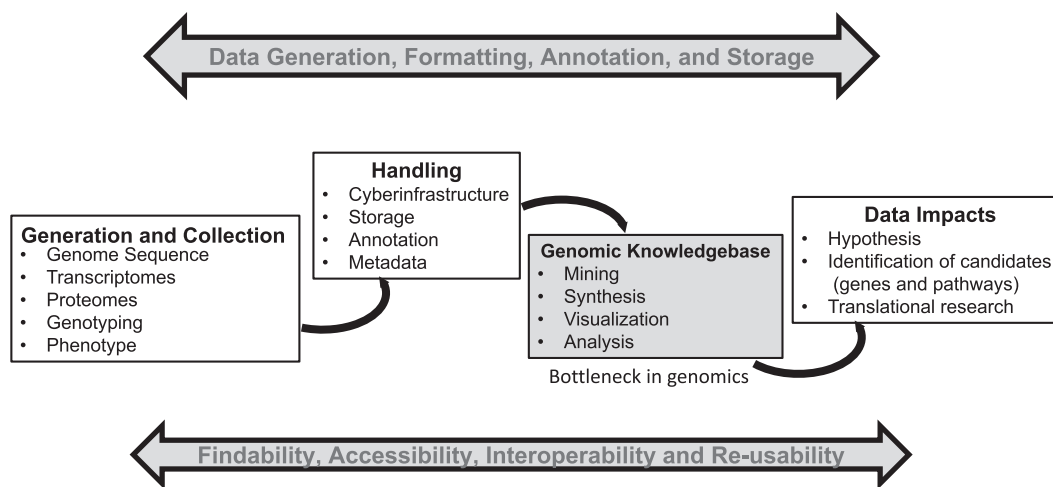 Data Generation, Formatting, Annotation, and Storage
Generation and Collection
• Genome Sequence
• Transcriptomes
• Proteomes
• Genotyping
• Phenotype
Handling
• Cyberinfrastructure
• Storage
• Annotation
• Metadata
Genomic Knowledgebase
• Mining
• Synthesis
• Visualization
• Analysis
Bottleneck in genomics
Data Impacts
• Hypothesis
• Identification of candidates
(genes and pathways)
• Translational research
Findability, Accessibility, Interoperability and Re-usability